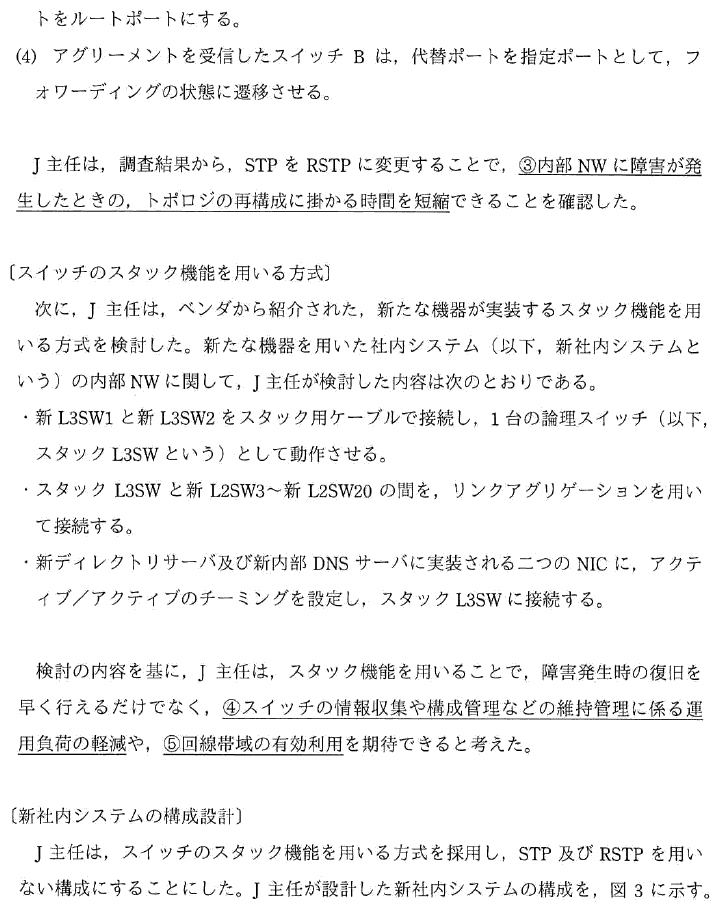 トをルートポートにする。
(4) アグリーメントを受信したスイッチ B は，代替ポートを指定ポートとして，フ
ォワーディングの状態に遷移させる。
J 主任は，調査結果から，STP を RSTP に変更することで，③内部 NW に障害が発
生したときの，トポロジの再構成に掛かる時間を短縮できることを確認した。
〔スイッチのスタック機能を用いる方式〕
次に，J 主任は，ベンダから紹介された，新たな機器が実装するスタック機能を用
いる方式を検討した。新たな機器を用いた社内システム（以下，新社内システムと
いう）の内部 NW に関して，J 主任が検討した内容は次のとおりである。
・新 L3SW1 と新 L3SW2 をスタック用ケーブルで接続し，1 台の論理スイッチ（以下，
スタック L3SW という）として動作させる。
・スタック L3SW と新 L2SW3～新 L2SW20 の間を，リンクアグリゲーションを用い
て接続する。
・新ディレクトリサーバ及び新内部 DNS サーバに実装される二つの NIC に，アクテ
ィブ／アクティブのチーミングを設定し，スタック L3SW に接続する。
検討の内容を基に，J 主任は，スタック機能を用いることで，障害発生時の復旧を
早く行えるだけでなく，④スイッチの情報収集や構成管理などの維持管理に係る運
用負荷の軽減や，⑤回線帯域の有効利用を期待できると考えた。
〔新社内システムの構成設計〕
J 主任は，スイッチのスタック機能を用いる方式を採用し，STP 及び RSTP を用い
ない構成にすることにした。J 主任が設計した新社内システムの構成を，図 3 に示す。